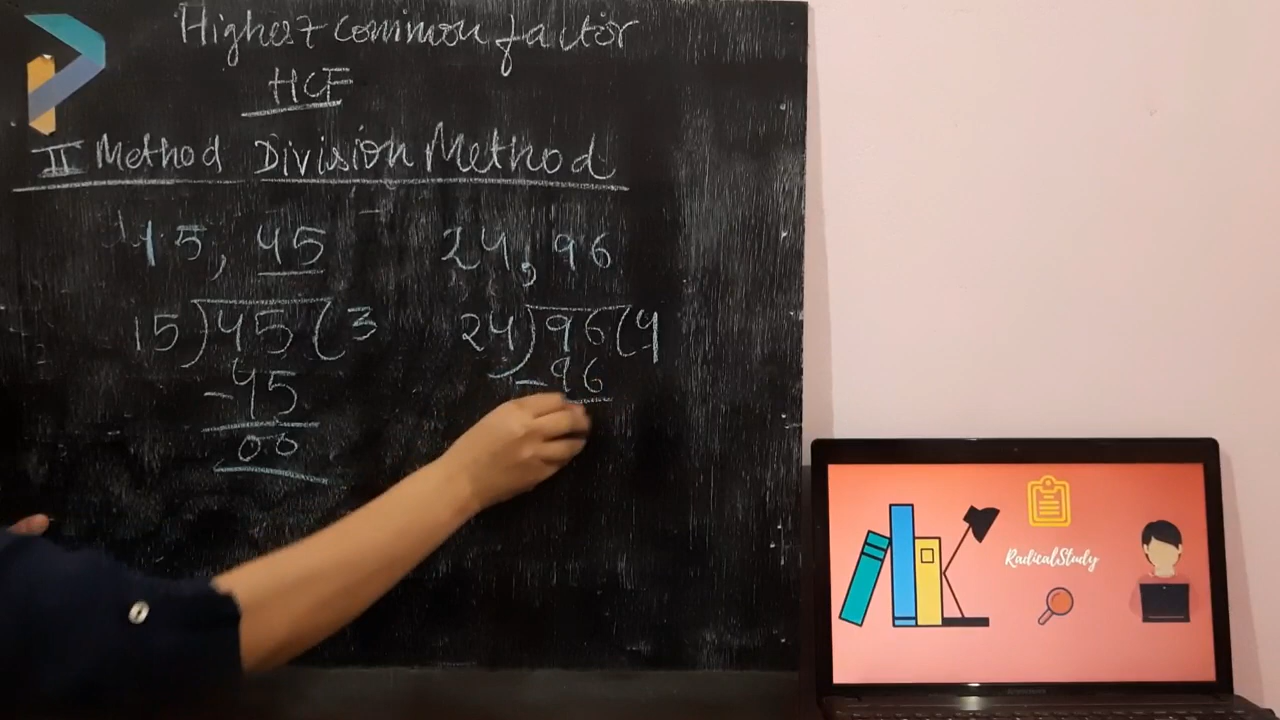 Highest common factor
HCF
II Method Division Method
15, 45 24, 96
15)45(3 24)96(4
-45 -96
00
RadicalStudy